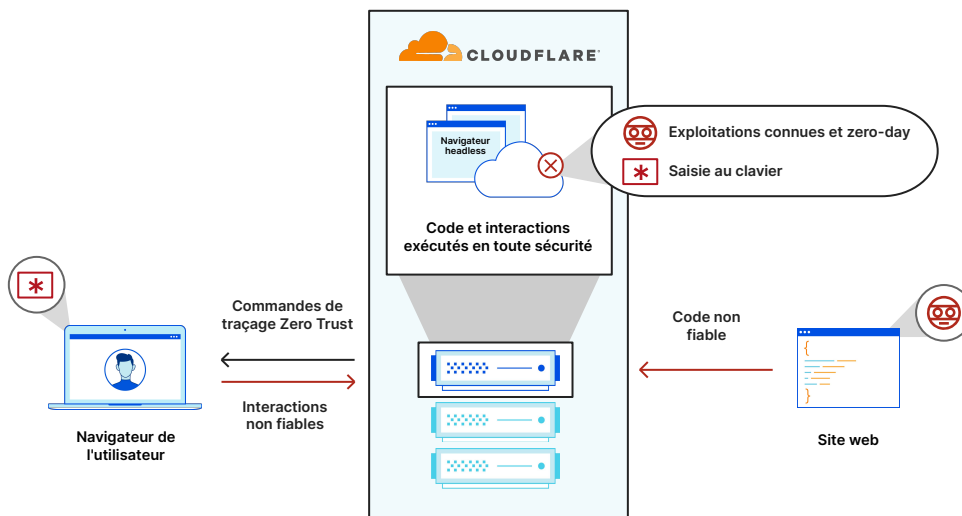 CLOUDFLARE
Navigateur
headless
Exploitations connues et zero-day
Saisie au clavier
Code et interactions
exécutés en toute sécurité
Commandes de
traçage Zero Trust
Interactions
non fiables
Code non
fiable
Navigateur de
l'utilisateur
Site web